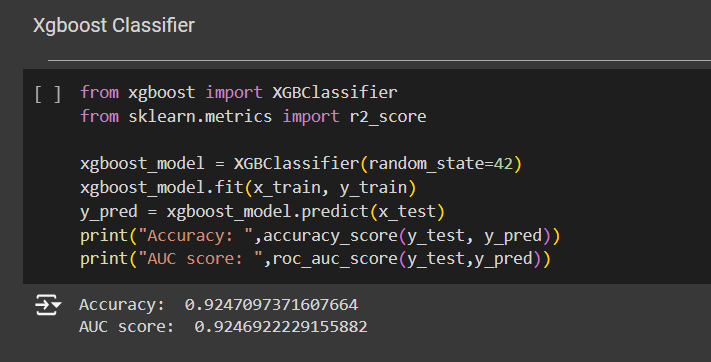 Xgboost Classifier
[ ] from xgboost import XGBClassifier
from sklearn.metrics import r2_score
xgboost_model = XGBClassifier(random_state=42)
xgboost_model.fit(x_train, y_train)
y_pred = xgboost_model.predict(x_test)
print("Accuracy: ",accuracy_score(y_test, y_pred))
print("AUC score: ",roc_auc_score(y_test,y_pred))
Accuracy:  0.9247097371607664
AUC score:  0.9246922229155882